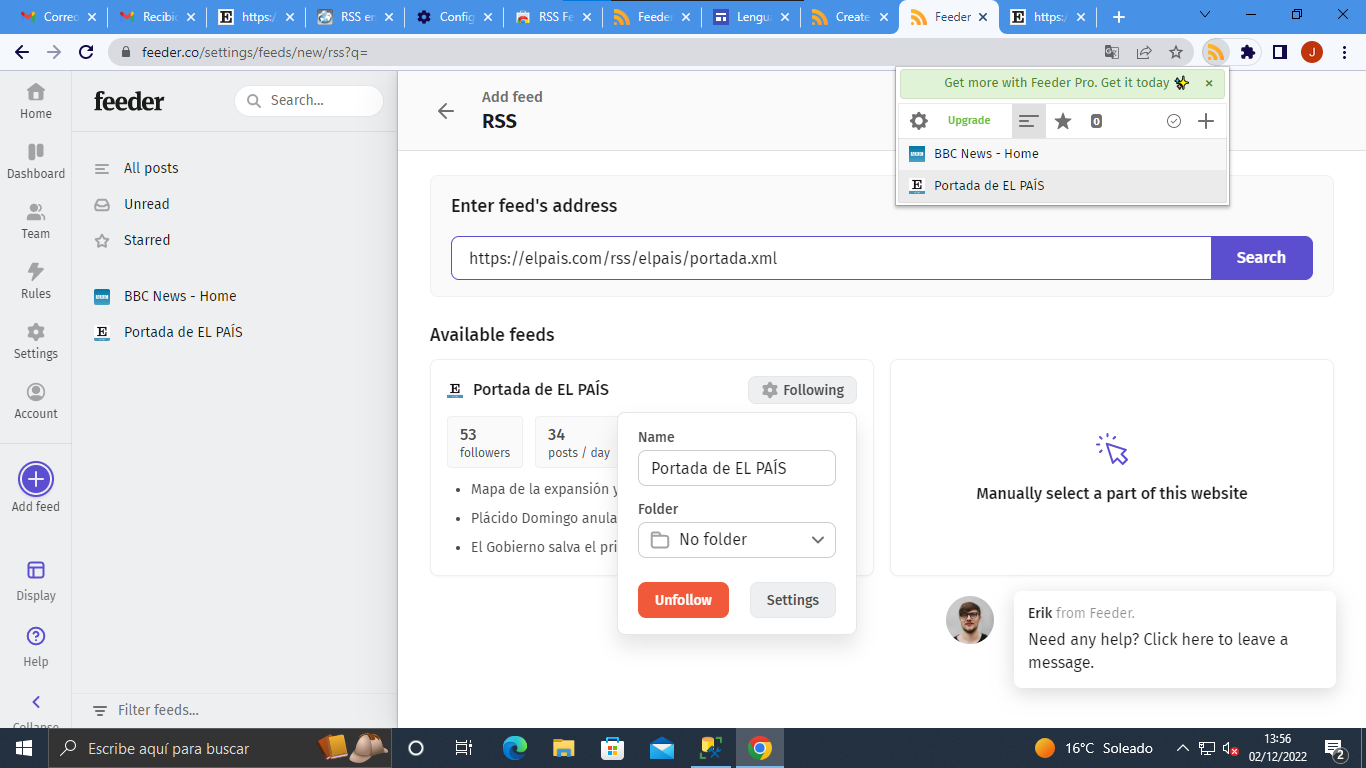 Correo
Recibid
https:/
RSS en
Config
RSS Fe
Feeder
Lengua
Create
Feeder
https:/
feeder.co/settings/feeds/new/rss?q=
J
Get more with Feeder Pro. Get it today ×
Upgrade
0
BBC News - Home
Portada de EL PAÍS
Home
Dashboard
Team
Rules
Settings
Account
Add feed
Display
Help
Collapse
feeder
Search...
All posts
Unread
Starred
BBC News - Home
Portada de EL PAÍS
Filter feeds...
Add feed
RSS
Enter feed's address
https://elpais.com/rss/elpais/portada.xml
Search
Available feeds
Portada de EL PAÍS
Following
53
followers
34
posts / day
Mapa de la expansión y
Plácido Domingo anula
El Gobierno salva el pri
Name
Portada de EL PAÍS
Folder
No folder
Unfollow
Settings
Manually select a part of this website
Erik from Feeder.
Need any help? Click here to leave a
message.
Escribe aquí para buscar
16°C Soleado
13:56
02/12/2022
2